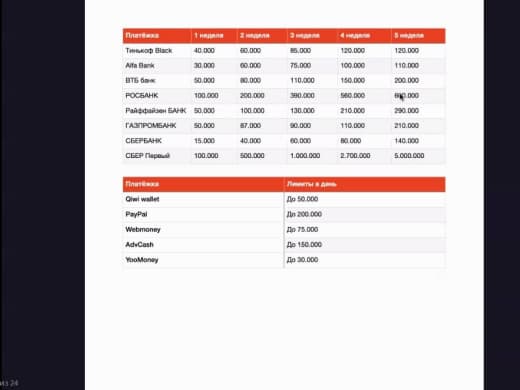 Платёжка 1 неделя 2 неделя 3 неделя 4 неделя 5 неделя
Тинькоф Black 40.000 60.000 85.000 120.000 120.000
Alfa Bank 30.000 60.000 75.000 100.000 110.000
ВТБ банк 50.000 80.000 110.000 150.000 200.000
РОСБАНК 100.000 200.000 390.000 560.000
Райффайзен БАНК 50.000 100.000 130.000 210.000 290.000
ГАЗПРОМБАНК 50.000 87.000 90.000 110.000 210.000
СБЕРБАНК 15.000 40.000 60.000 80.000 140.000
СБЕР Первый 100.000 500.000 1.000.000 2.700.000 5.000.000
Платёжка Лимиты в день
Qiwi wallet До 50.000
PayPal До 200.000
Webmoney До 75.000
AdvCash До 150.000
YooMoney До 30.000
из 24